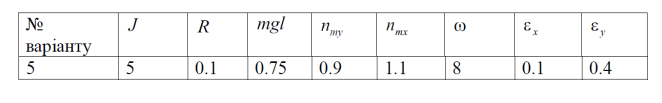 № варіанту J R mgl n_my n_mx ω ε_x ε_y
5 5 0.1 0.75 0.9 1.1 8 0.1 0.4